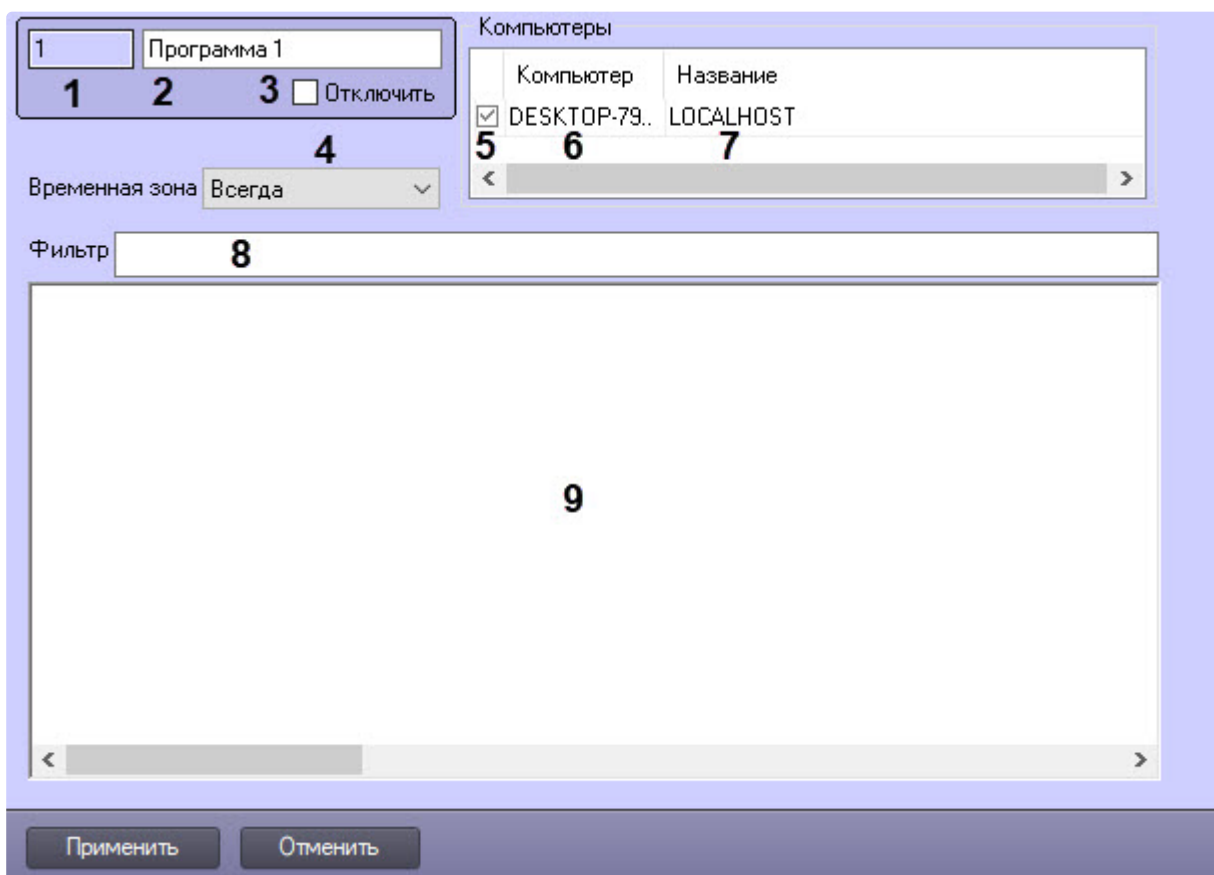 1 Программа 1
1 2 3 Отключить
4
Временная зона Всегда
Компьютеры
Компьютер Название
DESKTOP-79.. LOCALHOST
5 6 7
Фильтр 8
9
Применить Отменить